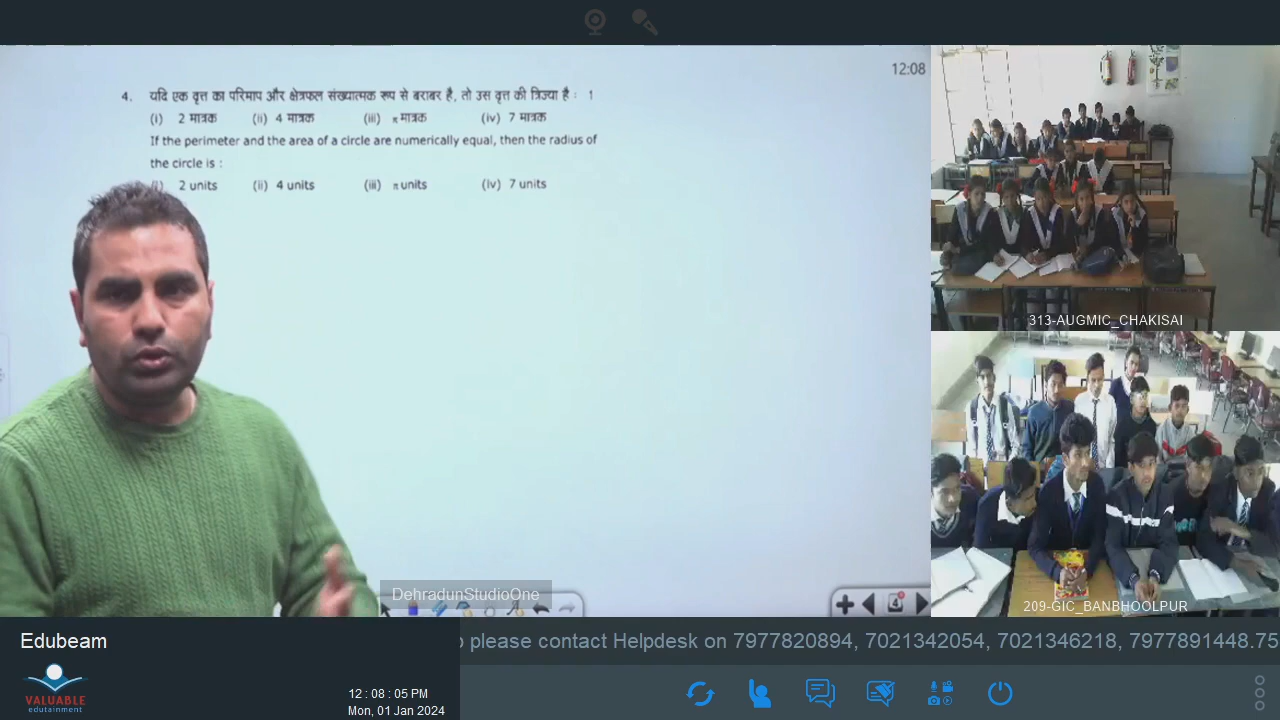 12:08
4. यदि एक वृत्त का परिमाप और क्षेत्रफल संख्यात्मक रूप से बराबर है, तो उस वृत्त की त्रिज्या है : 1
(i) 2 मात्रक (ii) 4 मात्रक (iii) π मात्रक (iv) 7 मात्रक
If the perimeter and the area of a circle are numerically equal, then the radius of
the circle is :
(i) 2 units (ii) 4 units (iii) π units (iv) 7 units
313-AUGMIC_CHAKISAI
209-GIC_BANBHOOLPUR
DehradunStudioOne
4
Edubeam
please contact Helpdesk on 7977820894, 7021342054, 7021346218, 7977891448.75
VALUABLE
edutainment
12 : 08 : 05 PM
Mon, 01 Jan 2024